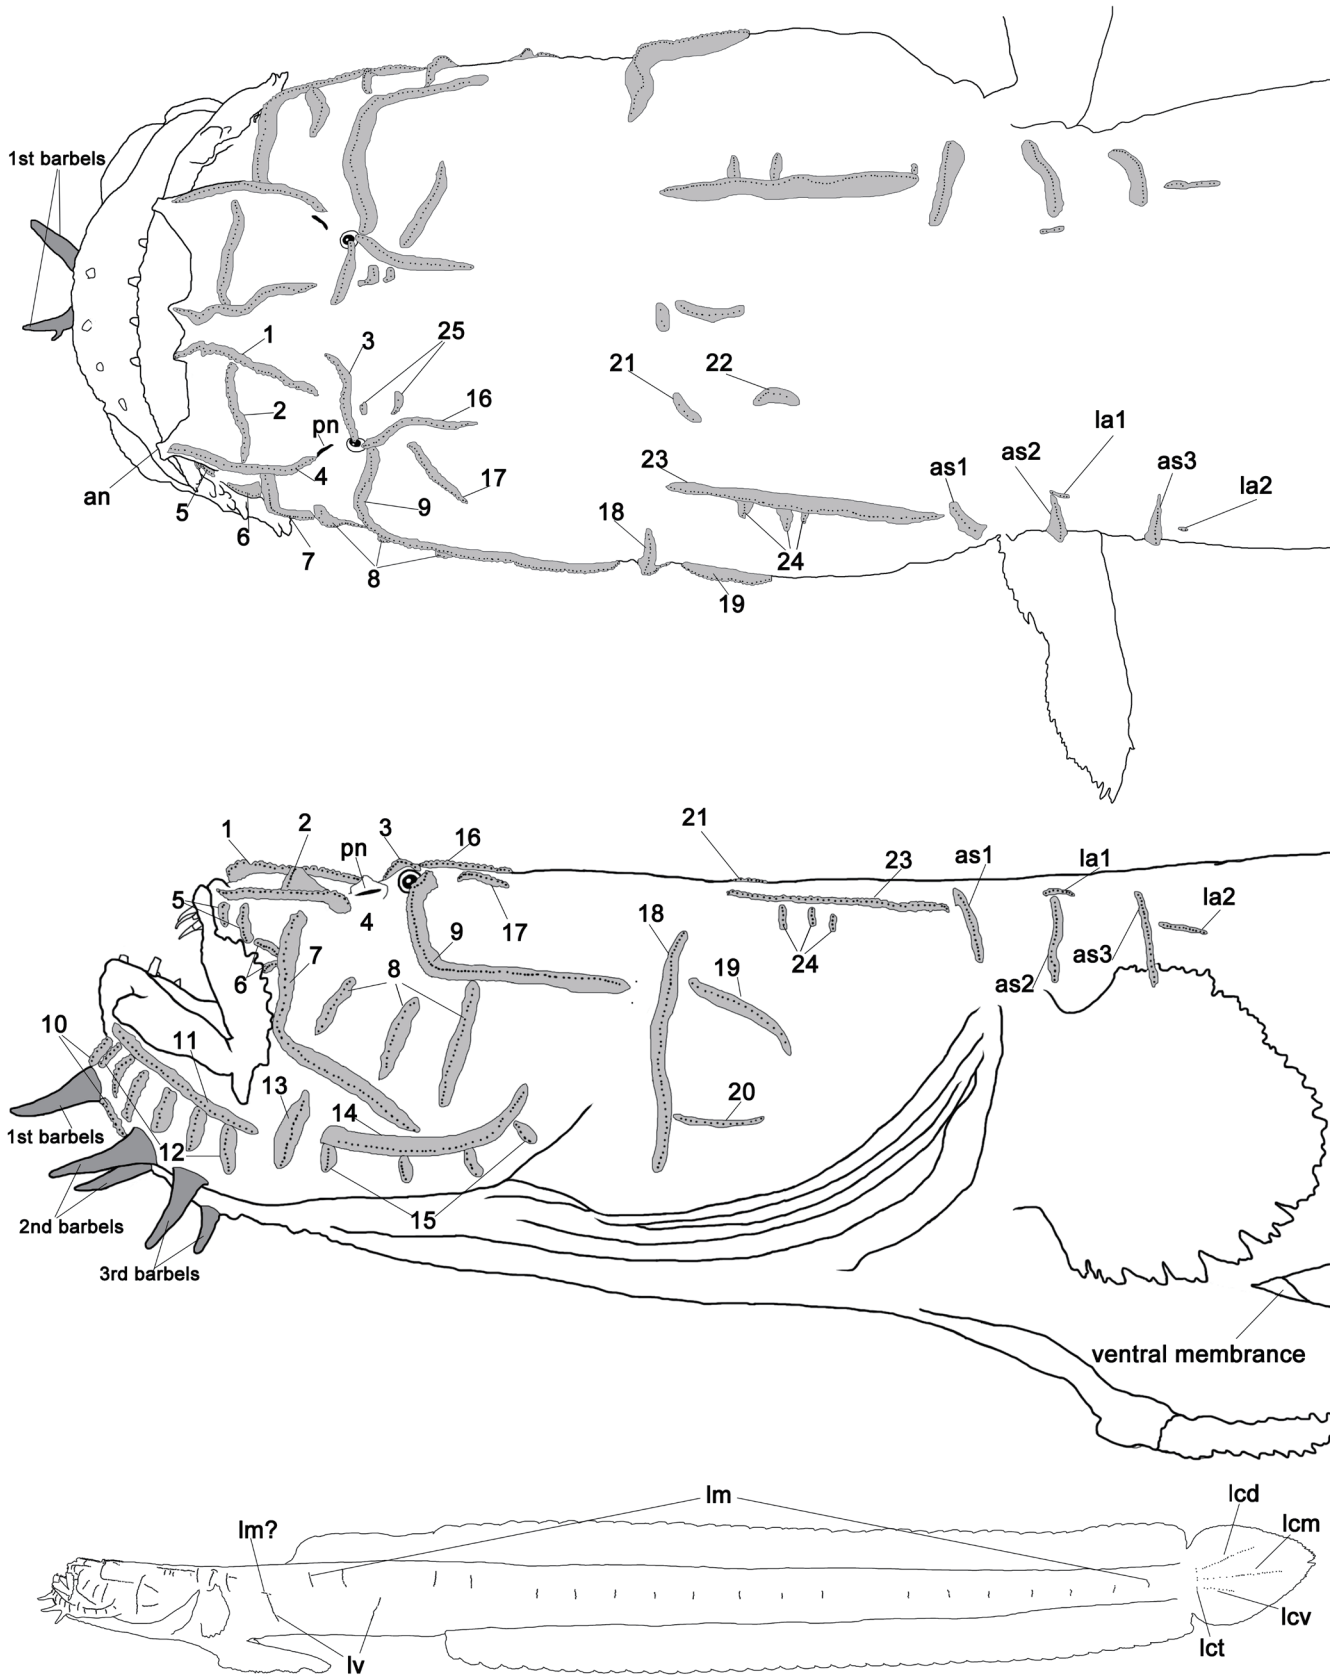 1st barbels
1
3
25
2
16
21
22
pn
la1
4
9
17
23
as1
as2
as3
la2
an
5
6
7
8
18
24
19
1
2
3
16
pn
21
23
as1
la1
5
4
17
18
la2
7
9
24
as3
6
8
19
as2
10
11
13
14
20
1st barbels
12
2nd barbels
15
3rd barbels
ventral membrance
lm
lcd
lm?
lcm
lcv
lct
lv